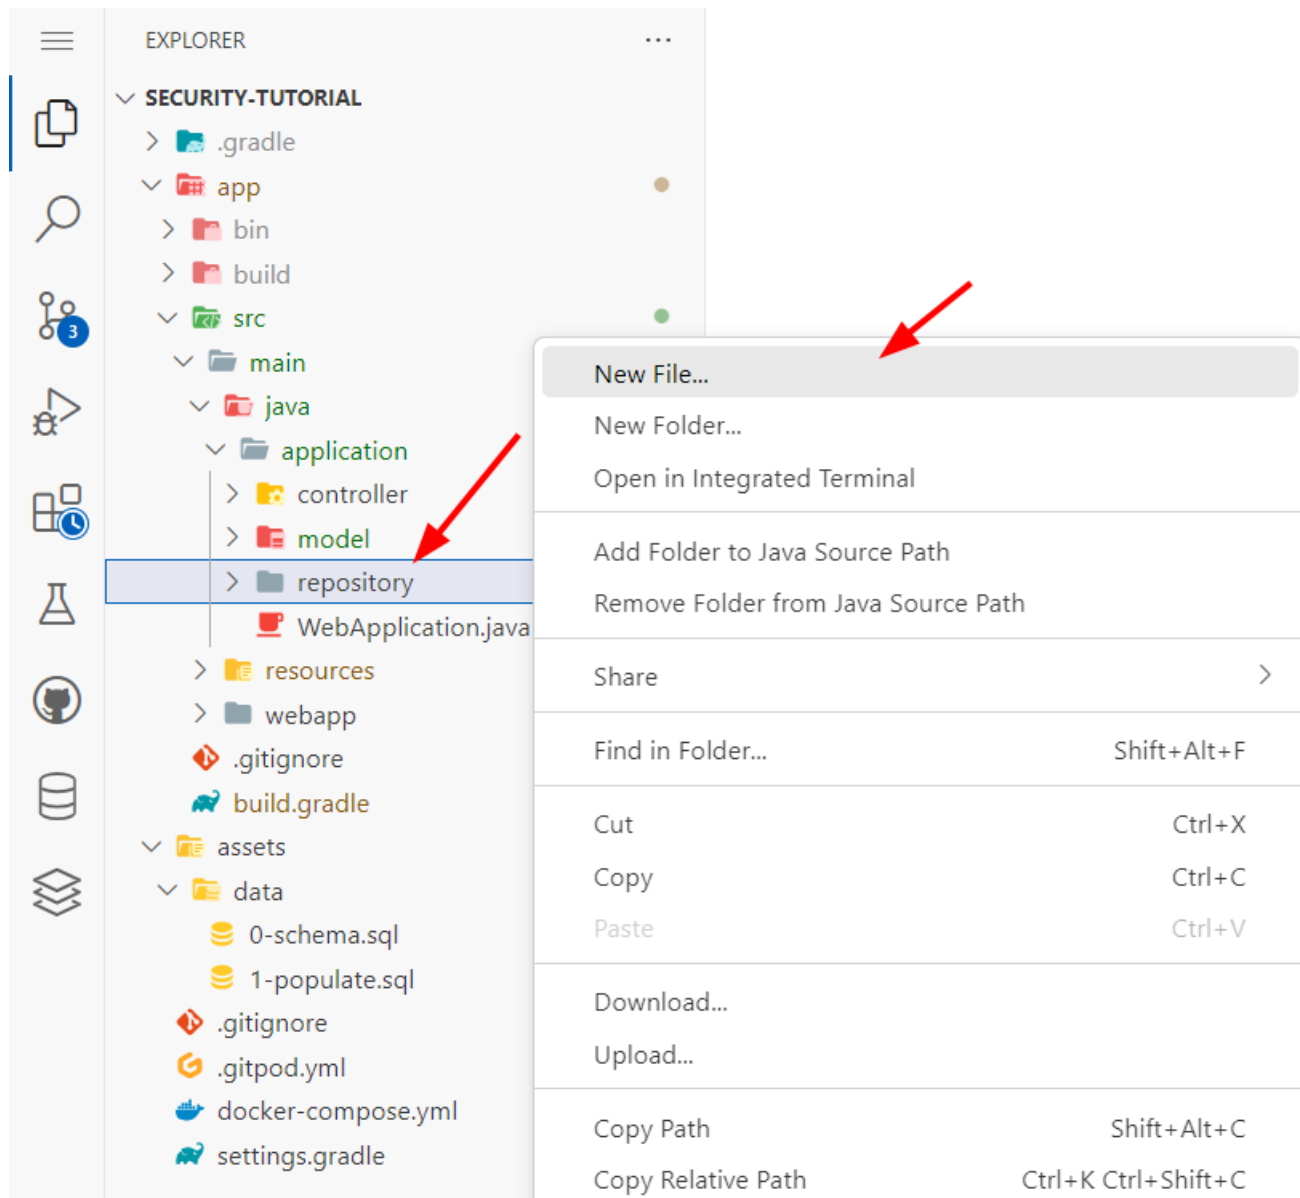 EXPLORER
SECURITY-TUTORIAL
.gradle
app
bin
build
src
3
main
java
application
controller
model
repository
WebApplication.java
resources
webapp
.gitignore
build.gradle
assets
data
0-schema.sql
1-populate.sql
.gitignore
.gitpod.yml
docker-compose.yml
settings.gradle
New File...
New Folder...
Open in Integrated Terminal
Add Folder to Java Source Path
Remove Folder from Java Source Path
Share
Find in Folder... Shift+Alt+F
Cut Ctrl+X
Copy Ctrl+C
Paste Ctrl+V
Download...
Upload...
Copy Path Shift+Alt+C
Copy Relative Path Ctrl+K Ctrl+Shift+C